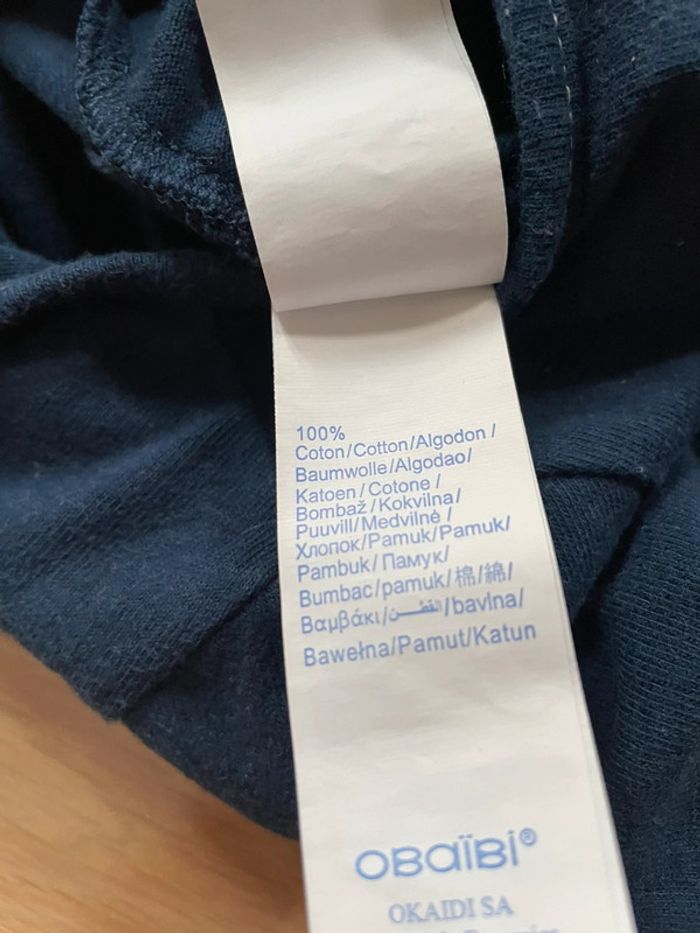 100%
Coton/Cotton/Algodon/
Baumwolle/Algodao/
Katoen/Cotone/
Bombaž/Kokvilna/
Puuvill/Medvilnė/
Хлопок/Pamuk/Pamuk/
Pambuk/Памук/
Bumbac/pamuk/棉/綿/
Βαμβάκι/القطن/bavlna/
Bawełna/Pamut/Katun
OBaïBi®
OKAIDI SA